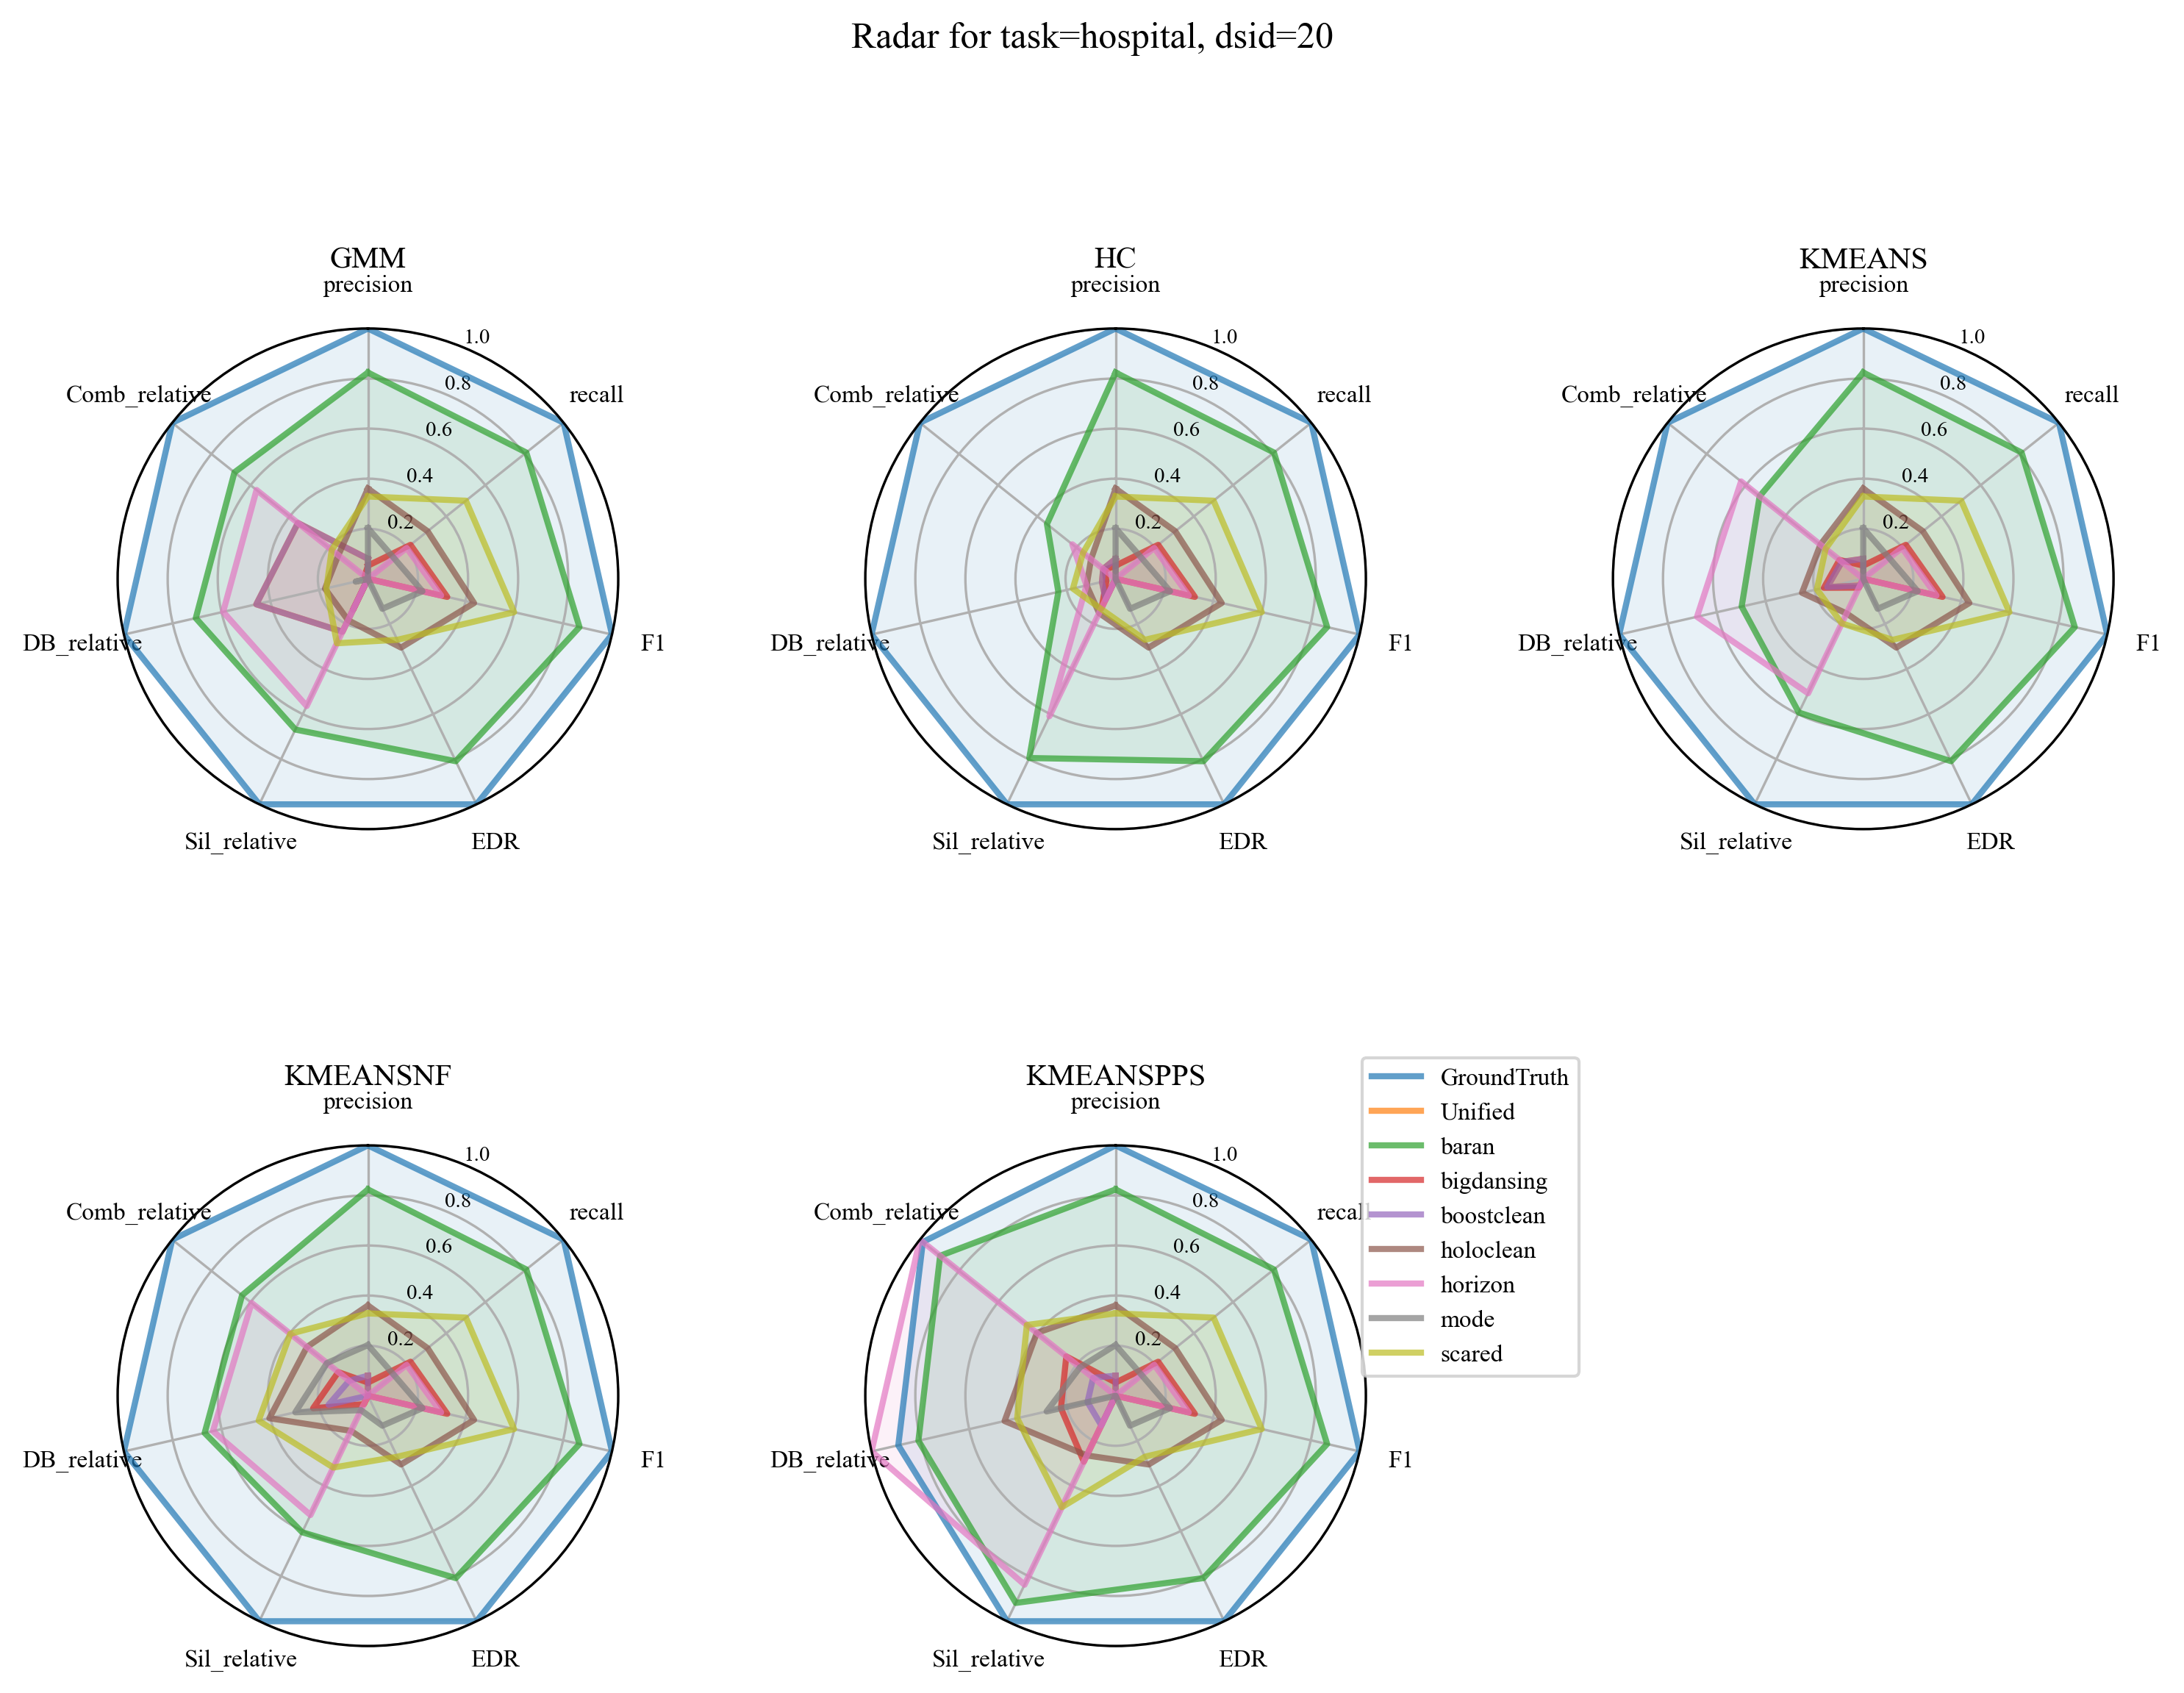 Radar for task=hospital, dsid=20
GMM
precision
recall
F1
EDR
Sil_relative
DB_relative
Comb_relative
0.2
0.4
0.6
0.8
1.0
HC
precision
recall
F1
EDR
Sil_relative
DB_relative
Comb_relative
0.2
0.4
0.6
0.8
1.0
KMEANS
precision
recall
F1
EDR
Sil_relative
DB_relative
Comb_relative
0.2
0.4
0.6
0.8
1.0
KMEANSNF
precision
recall
F1
EDR
Sil_relative
DB_relative
Comb_relative
0.2
0.4
0.6
0.8
1.0
KMEANSPPS
precision
recall
F1
EDR
Sil_relative
DB_relative
Comb_relative
0.2
0.4
0.6
0.8
1.0
GroundTruth
Unified
baran
bigdansing
boostclean
holoclean
horizon
mode
scared